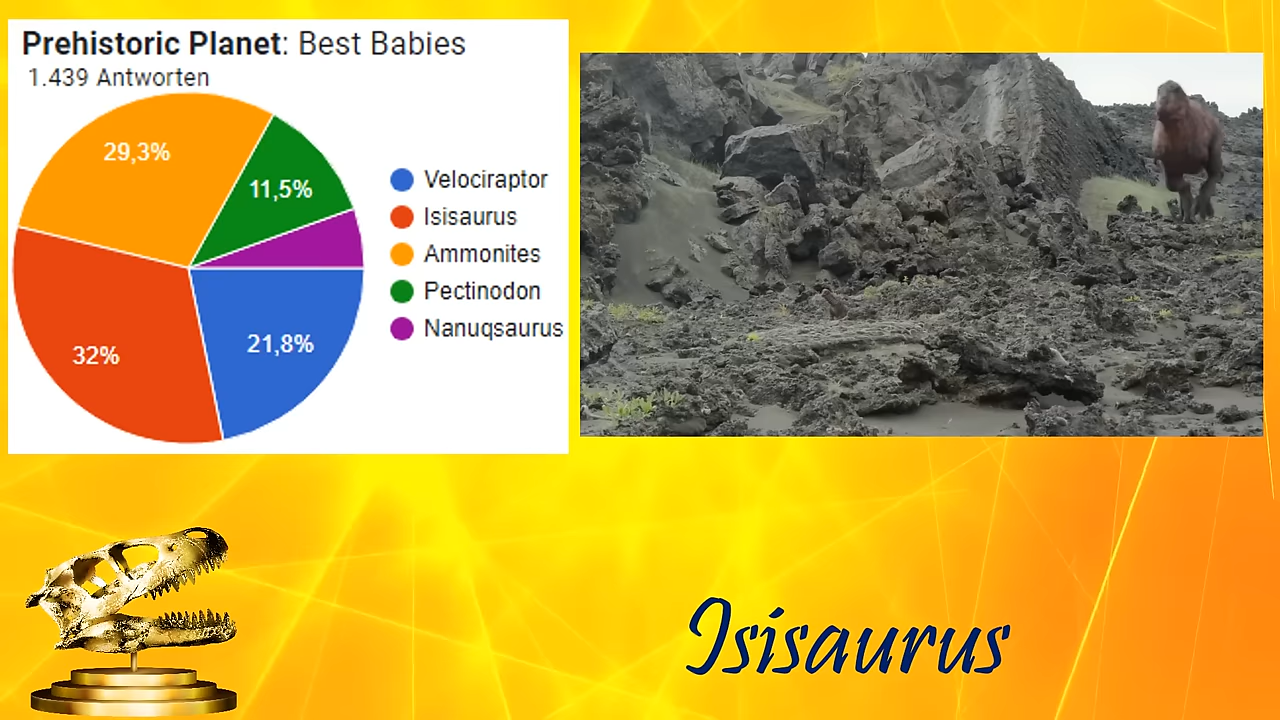 Prehistoric Planet: Best Babies
1.439 Antworten
29,3%
11,5%
32%
21,8%
Velociraptor
Isisaurus
Ammonites
Pectinodon
Nanuqsaurus
Isisaurus